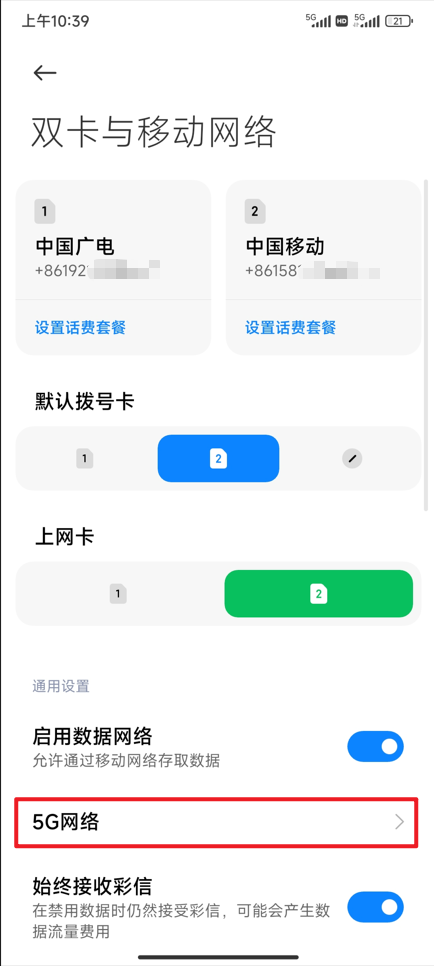 上午10:39
5G HD 5G 21
双卡与移动网络
1
中国广电
+86192
设置话费套餐
2
中国移动
+86158
设置话费套餐
默认拨号卡
1 2
上网卡
1 2
通用设置
启用数据网络
允许通过移动网络存取数据
5G网络
始终接收彩信
在禁用数据时仍然接受彩信，可能会产生数
据流量费用